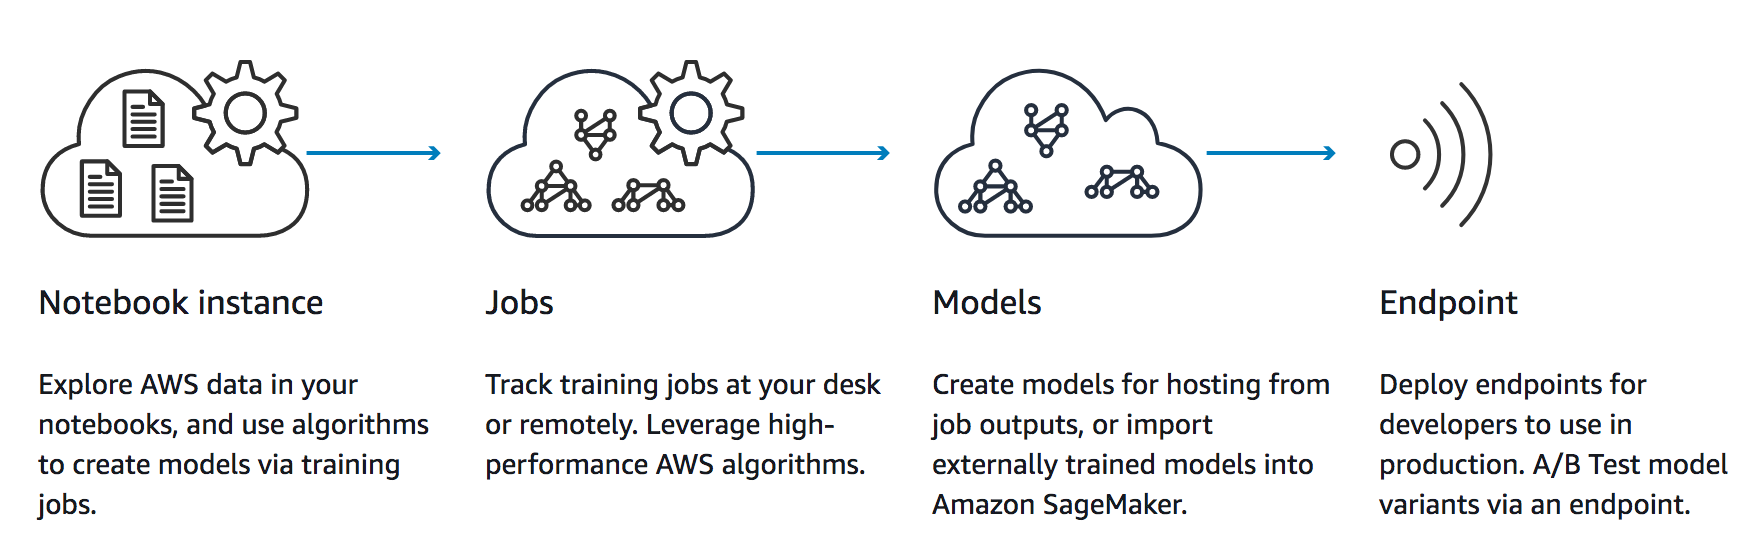 Notebook instance
Explore AWS data in your
notebooks, and use algorithms
to create models via training
jobs.
Jobs
Track training jobs at your desk
or remotely. Leverage high-
performance AWS algorithms.
Models
Create models for hosting from
job outputs, or import
externally trained models into
Amazon SageMaker.
Endpoint
Deploy endpoints for
developers to use in
production. A/B Test model
variants via an endpoint.